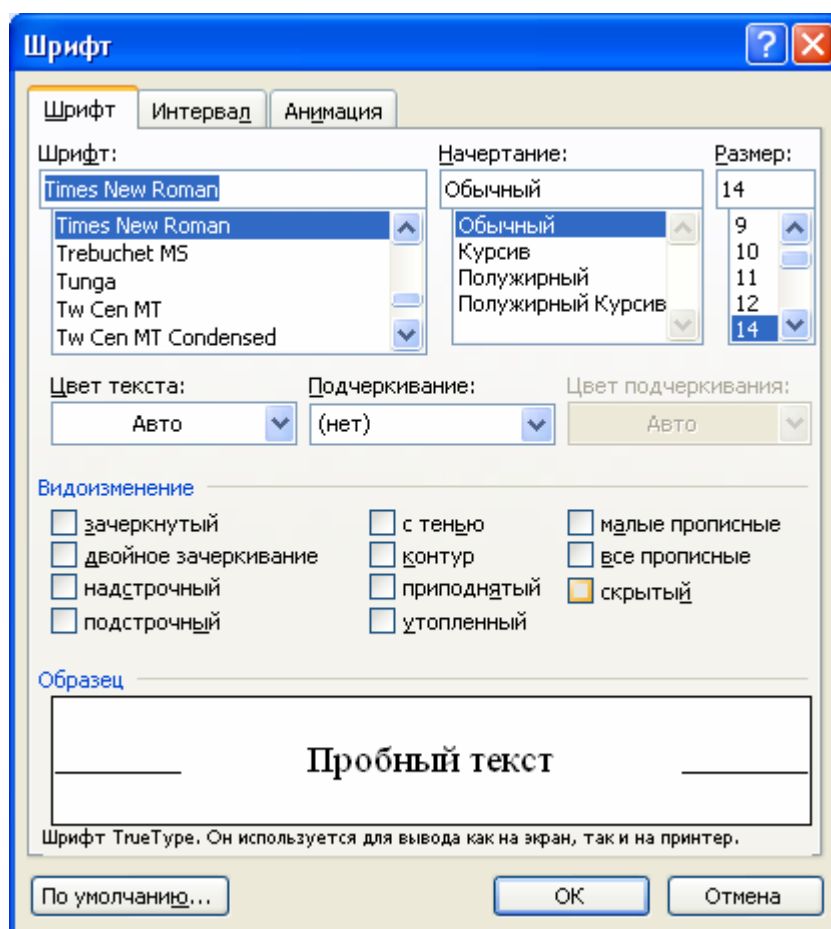 Шрифт
Шрифт Интервал Анимация
Шрифт: Начертание: Размер:
Times New Roman Обычный 14
Times New Roman Обычный 9
Trebuchet MS Курсив 10
Tunga Полужирный 11
Tw Cen MT Полужирный Курсив 12
Tw Cen MT Condensed 14
Цвет текста: Подчеркивание: Цвет подчеркивания:
Авто (нет) Авто
Видоизменение
зачеркнутый с тенью малые прописные
двойное зачеркивание контур все прописные
надстрочный приподнятый скрытый
подстрочный утопленный
Образец
Пробный текст
Шрифт TrueType. Он используется для вывода как на экран, так и на принтер.
По умолчанию... ОК Отмена